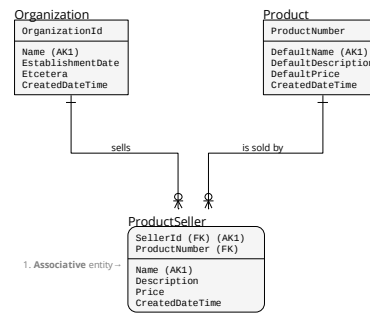 Organization
OrganizationId
Name (AK1)
EstablishmentDate
Etcetera
CreatedDateTime
Product
ProductNumber
DefaultName (AK1)
DefaultDescription
DefaultPrice
CreatedDateTime
sells
is sold by
ProductSeller
SellerId (FK) (AK1)
ProductNumber (FK)
Name (AK1)
Description
Price
CreatedDateTime
1. Associative entity→